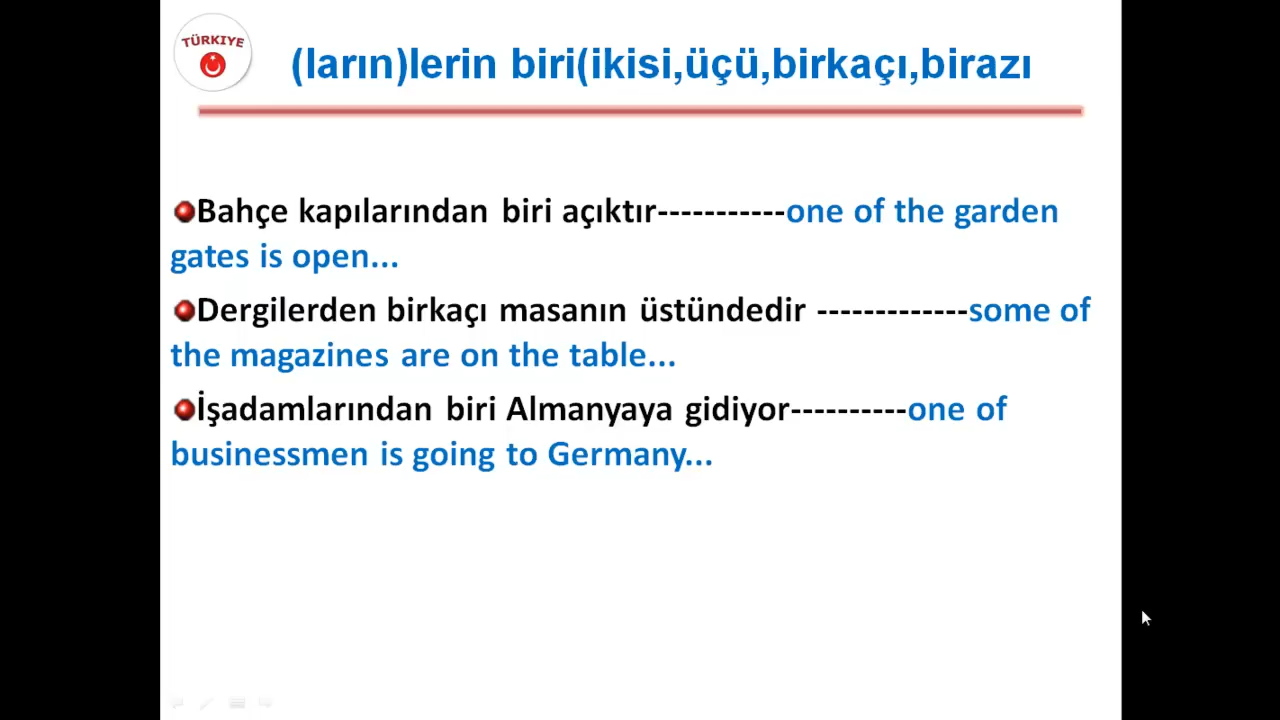 TÜRKIYE
(ların)lerin biri(ikisi,üçü,birkaçı,birazı
Bahçe kapılarından biri açıktır-----------one of the garden
gates is open...
Dergilerden birkaçı masanın üstündedir -------------some of
the magazines are on the table...
İşadamlarından biri Almanyaya gidiyor----------one of
businessmen is going to Germany...